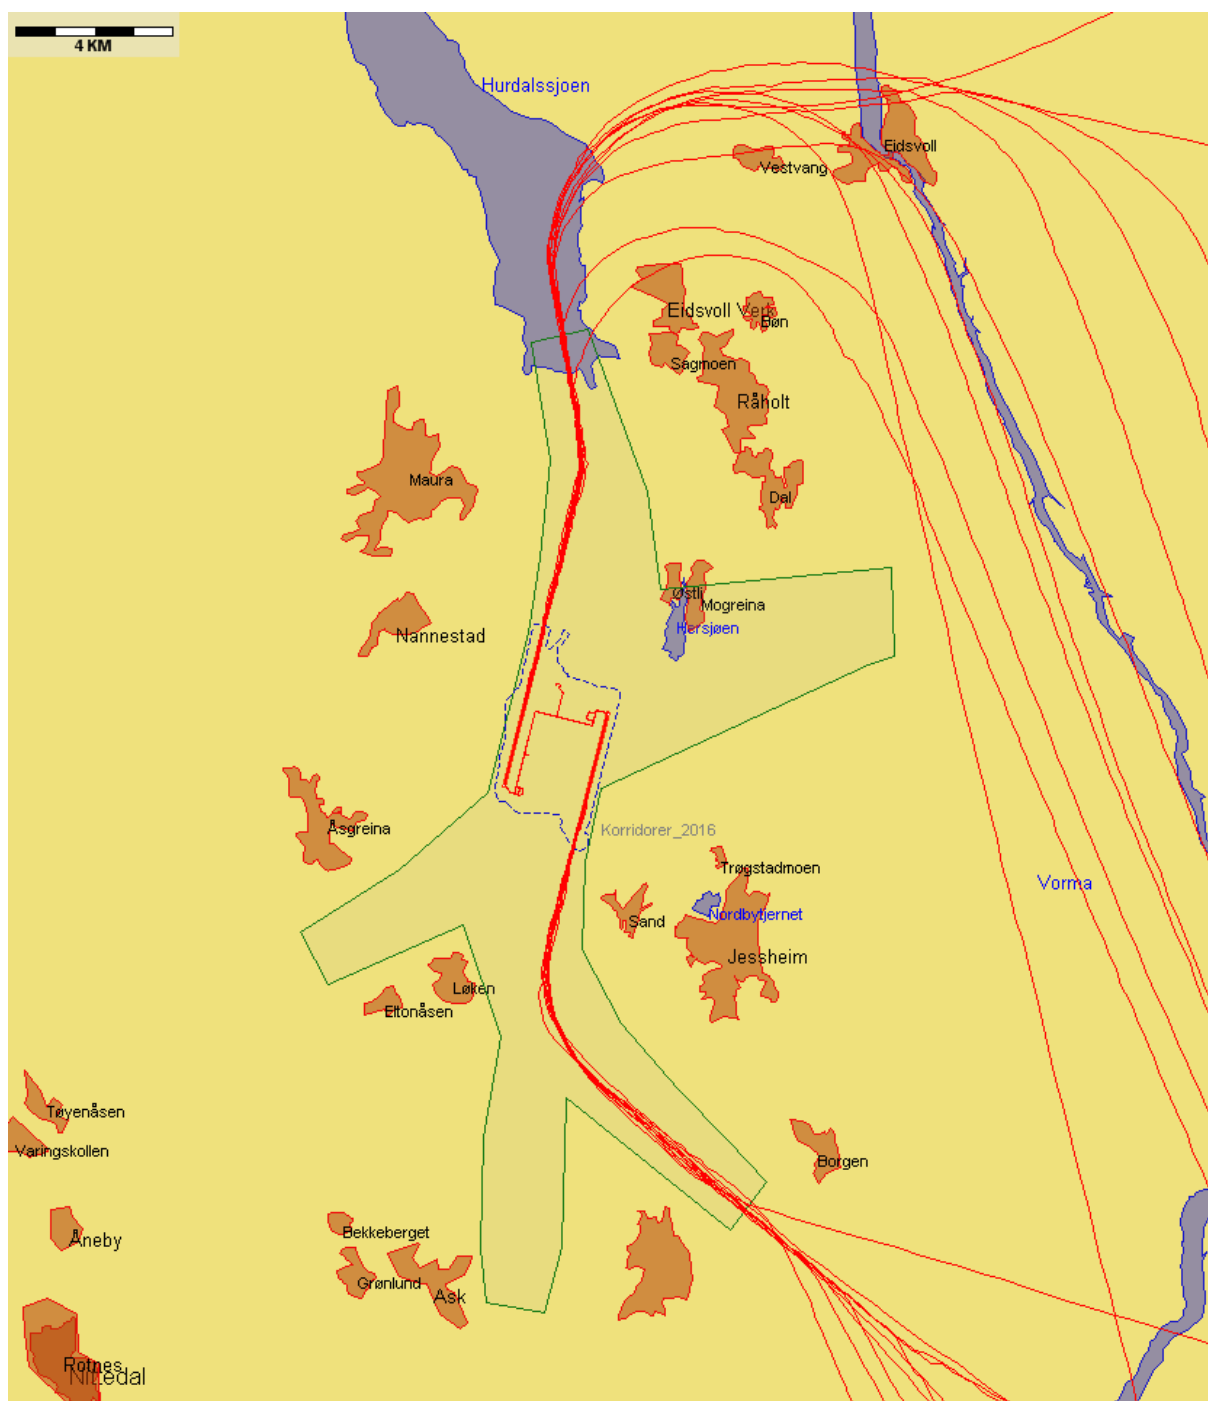 4 KM
Hurdalssjoen
Eidsvoll
Vestvang
Eidsvoll Verk
Bøn
Sagmoen
Råholt
Maura
Dal
Østli
Mogreina
Hersjøen
Nannestad
Åsgreina
Korridorer_2016
Trøgstadmoen
Vorma
Nordbytjernet
Sand
Jessheim
Løken
Eltonåsen
Tøyenåsen
Varingskollen
Borgen
Åneby
Bekkeberget
Grønlund
Ask
Rotnes
Nittedal